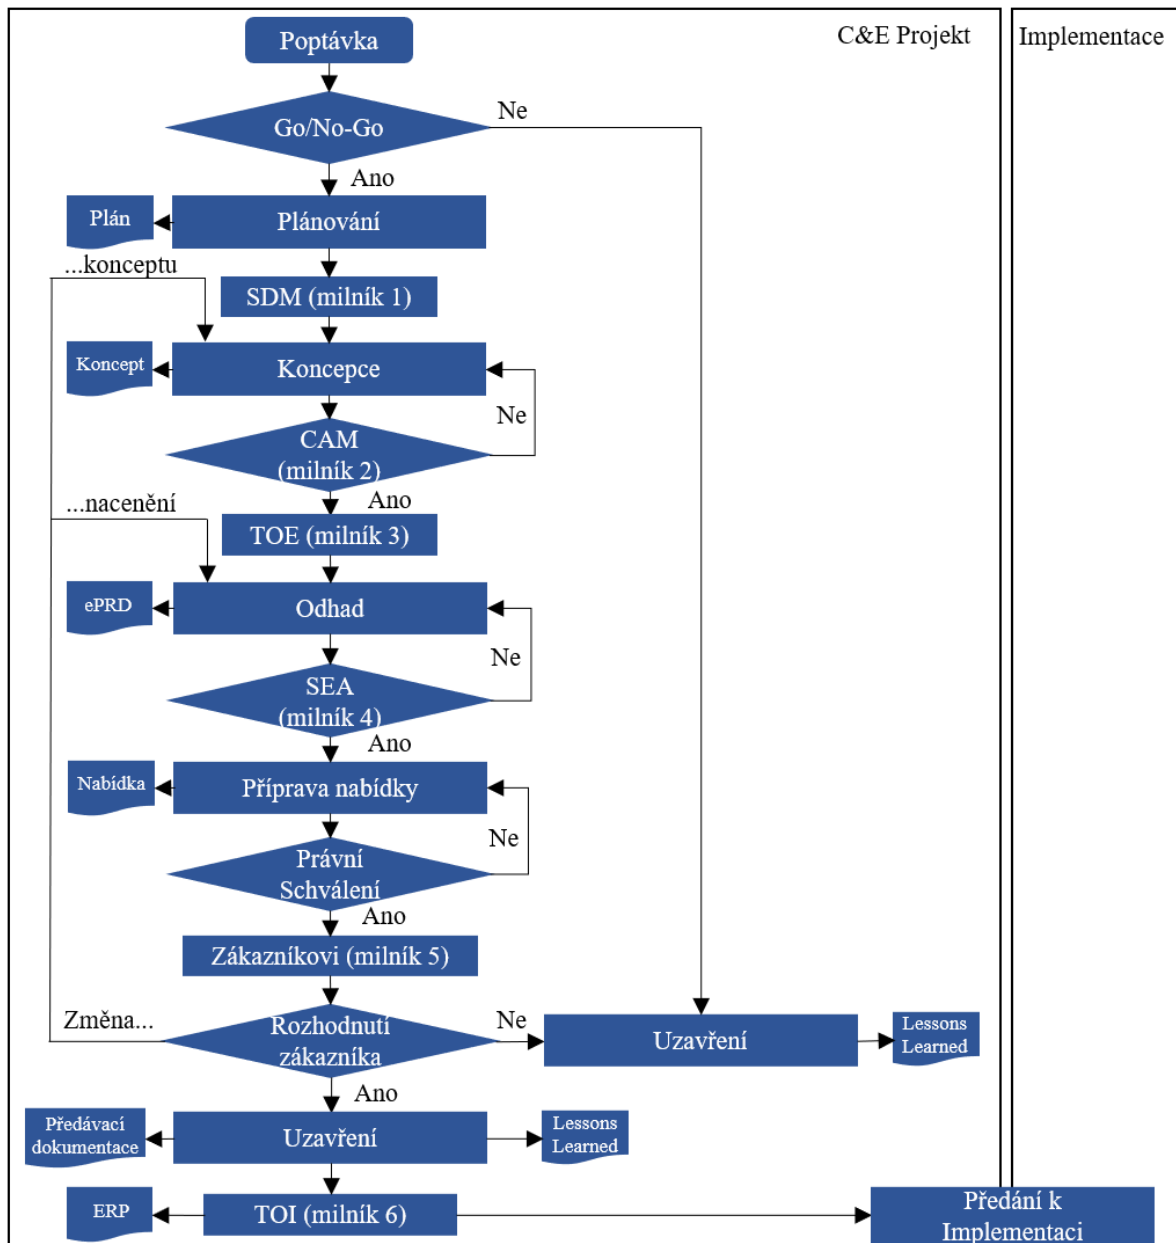 C&E Projekt
Implementace
Poptávka
Go/No-Go
Ne
Ano
Plán
Plánování
...konceptu
SDM (milník 1)
Koncept
Koncepce
Ne
CAM
(milník 2)
Ano
...nacenění
TOE (milník 3)
ePRD
Odhad
Ne
SEA
(milník 4)
Ano
Nabídka
Příprava nabídky
Ne
Právní
Schválení
Ano
Zákazníkovi (milník 5)
Změna...
Rozhodnutí
zákazníka
Ne
Uzavření
Lessons
Learned
Ano
Předávací
dokumentace
Uzavření
Lessons
Learned
ERP
TOI (milník 6)
Předání k
Implementaci